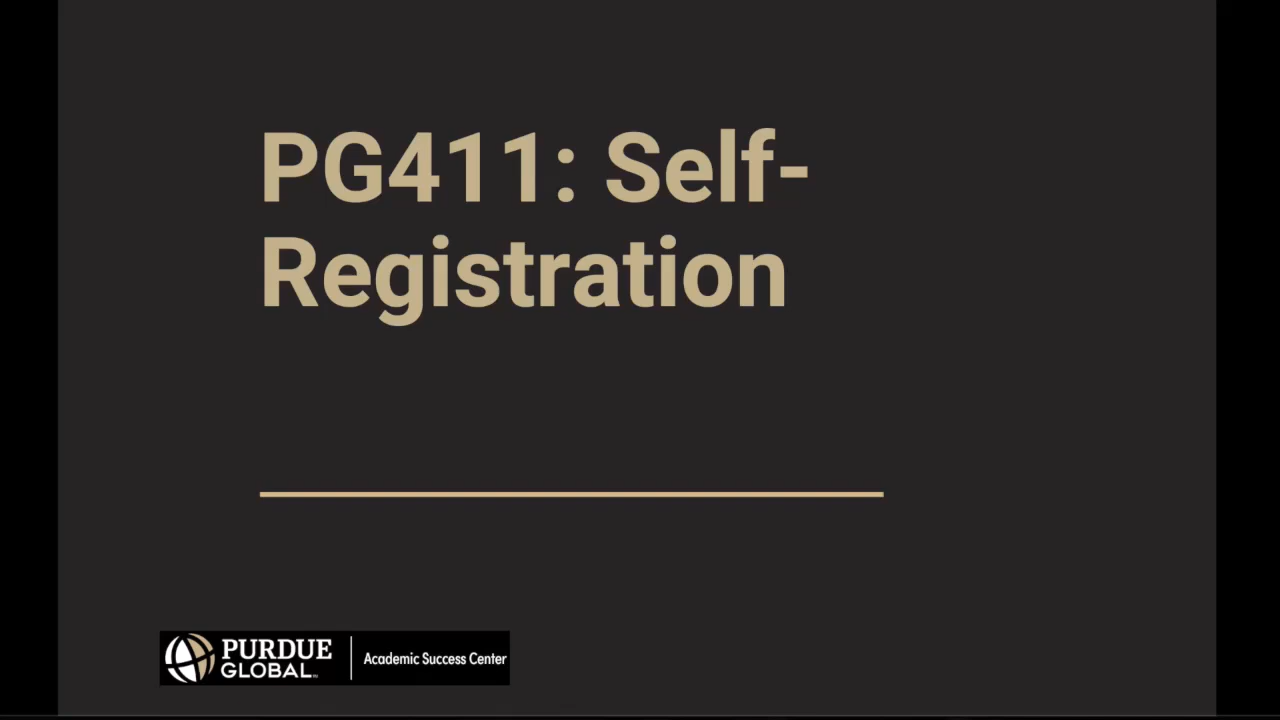 PG411: Self-
Registration
PURDUE
GLOBAL
Academic Success Center